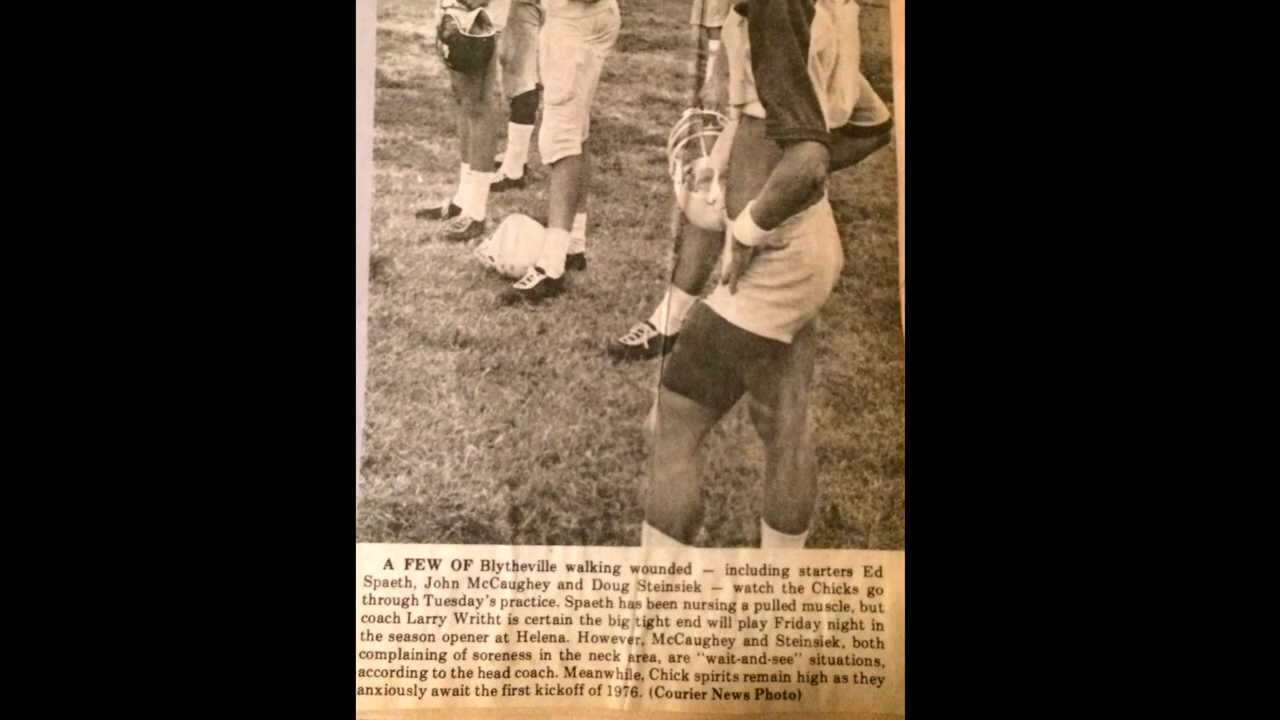 A FEW OF Blytheville walking wounded — including starters Ed
Spaeth, John McCaughey and Doug Steinsiek — watch the Chicks go
through Tuesday's practice. Spaeth has been nursing a pulled muscle, but
coach Larry Writht is certain the big tight end will play Friday night in
the season opener at Helena. However, McCaughey and Steinsiek, both
complaining of soreness in the neck area, are "wait-and-see" situations,
according to the head coach. Meanwhile, Chick spirits remain high as they
anxiously await the first kickoff of 1976. (Courier News Photo)